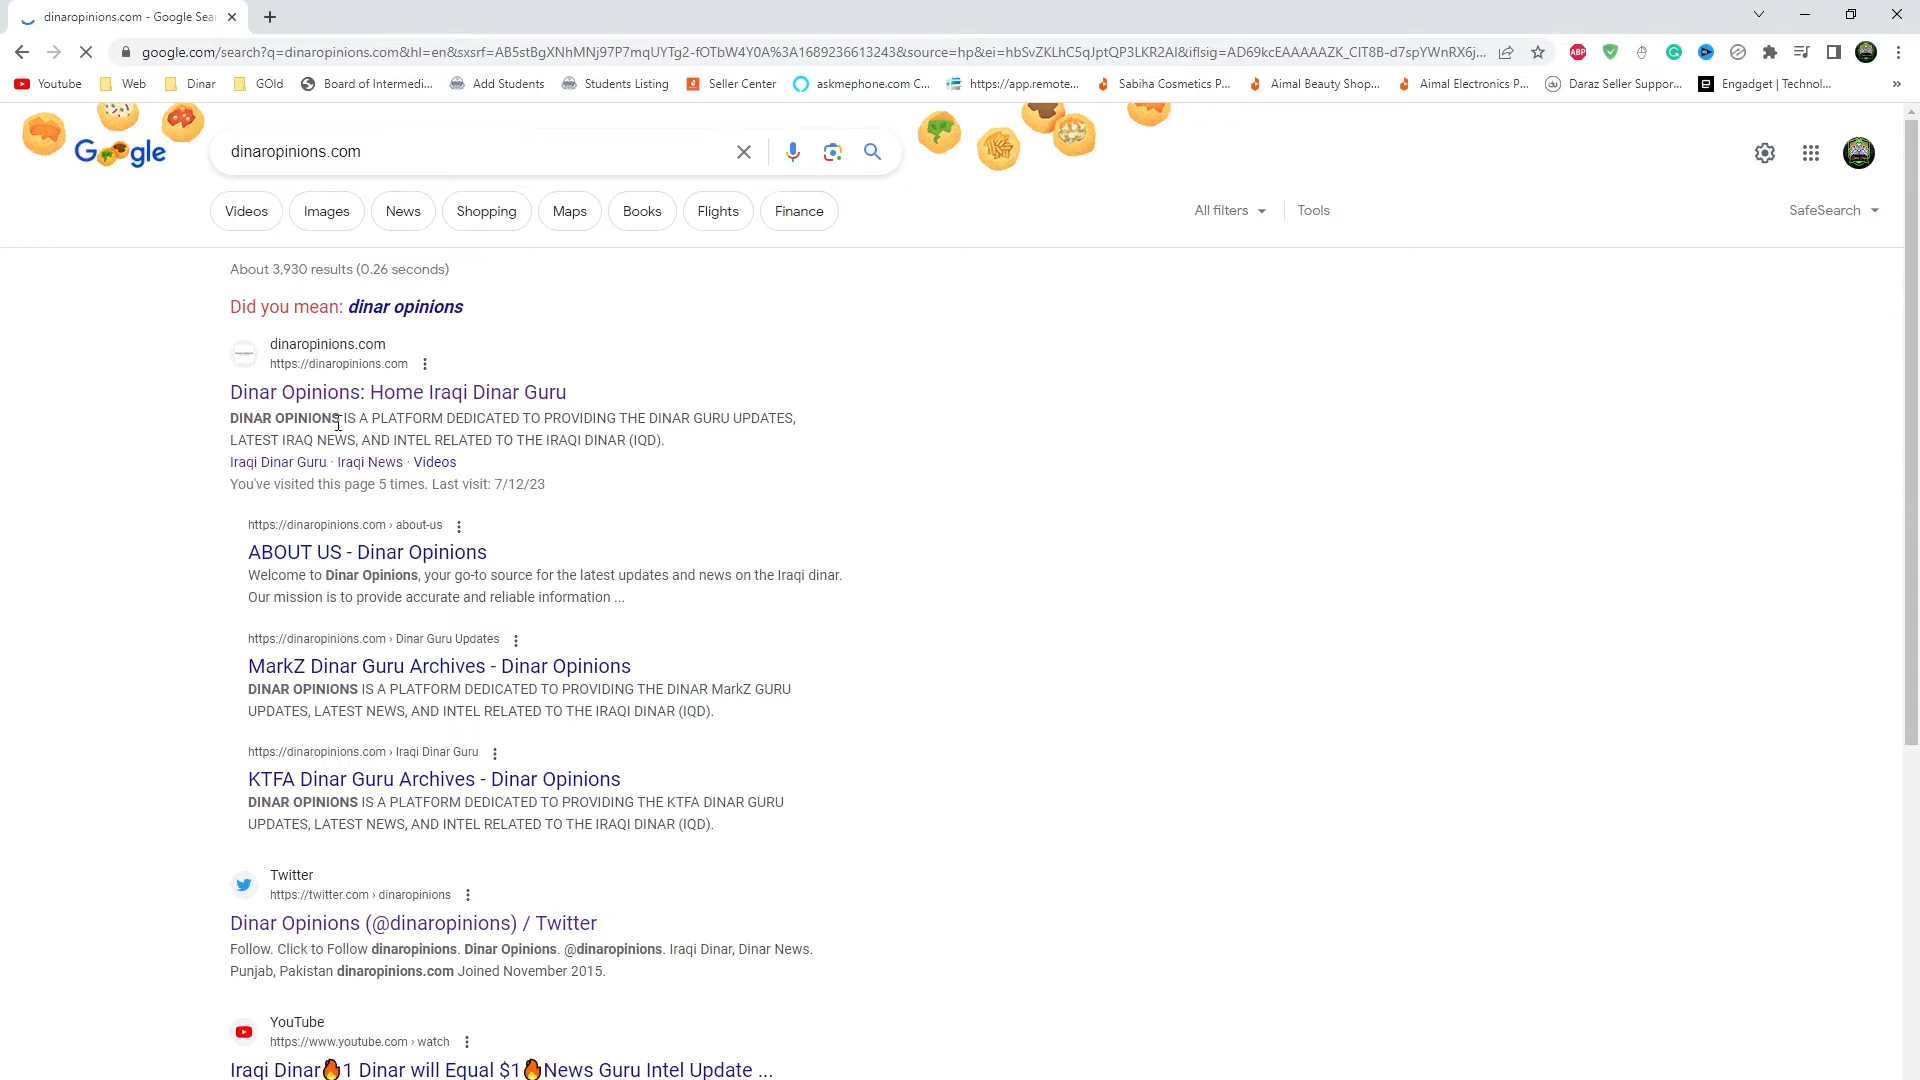 dinaropinions.com - Google Sea
google.com/search?q=dinaropinions.com&hl=en&sxsrf=AB5stBgXNhMNj97P7mqUYTg2-fOTbW4Y0A%3A1689236613243&source=hp&ei=hbSvZKLhC5qJptQP3LKR2AI&iflsig=AD69kcEAAAAAZK_CIT8B-d7spYWnRX6j...
Youtube Web Dinar GOld Board of Intermedi... Add Students Students Listing Seller Center askmephone.com C... https://app.remote... Sabiha Cosmetics P... Aimal Beauty Shop... Aimal Electronics P... Daraz Seller Suppor... Engadget | Technol... »
Google dinaropinions.com
Videos Images News Shopping Maps Books Flights Finance All filters Tools SafeSearch
About 3,930 results (0.26 seconds)
Did you mean: dinar opinions
dinaropinions.com
https://dinaropinions.com
Dinar Opinions: Home Iraqi Dinar Guru
DINAR OPINIONS IS A PLATFORM DEDICATED TO PROVIDING THE DINAR GURU UPDATES,
LATEST IRAQ NEWS, AND INTEL RELATED TO THE IRAQI DINAR (IQD).
Iraqi Dinar Guru · Iraqi News · Videos
You've visited this page 5 times. Last visit: 7/12/23
https://dinaropinions.com › about-us
ABOUT US - Dinar Opinions
Welcome to Dinar Opinions, your go-to source for the latest updates and news on the Iraqi dinar.
Our mission is to provide accurate and reliable information ...
https://dinaropinions.com › Dinar Guru Updates
MarkZ Dinar Guru Archives - Dinar Opinions
DINAR OPINIONS IS A PLATFORM DEDICATED TO PROVIDING THE DINAR MarkZ GURU
UPDATES, LATEST NEWS, AND INTEL RELATED TO THE IRAQI DINAR (IQD).
https://dinaropinions.com › Iraqi Dinar Guru
KTFA Dinar Guru Archives - Dinar Opinions
DINAR OPINIONS IS A PLATFORM DEDICATED TO PROVIDING THE KTFA DINAR GURU
UPDATES, LATEST NEWS, AND INTEL RELATED TO THE IRAQI DINAR (IQD).
Twitter
https://twitter.com › dinaropinions
Dinar Opinions (@dinaropinions) / Twitter
Follow. Click to Follow dinaropinions. Dinar Opinions. @dinaropinions. Iraqi Dinar, Dinar News.
Punjab, Pakistan dinaropinions.com Joined November 2015.
YouTube
https://www.youtube.com › watch
Iraqi Dinar🔥1 Dinar will Equal $1🔥News Guru Intel Update ...